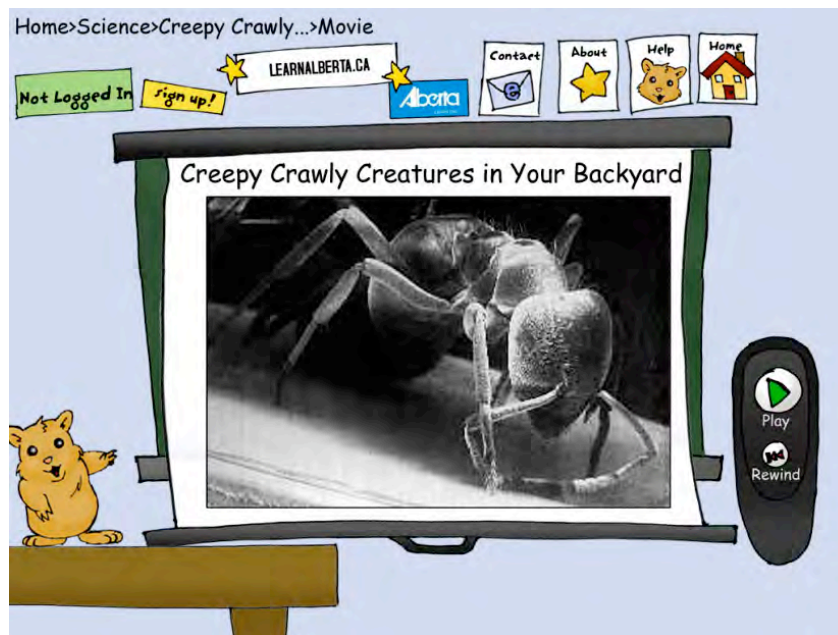 Home>Science>Creepy Crawly...>Movie
Not Logged In
sign up!
LEARNALBERTA.CA
Alberta
Contact
e
About
Help
Home
Creepy Crawly Creatures in Your Backyard
Play
Rewind